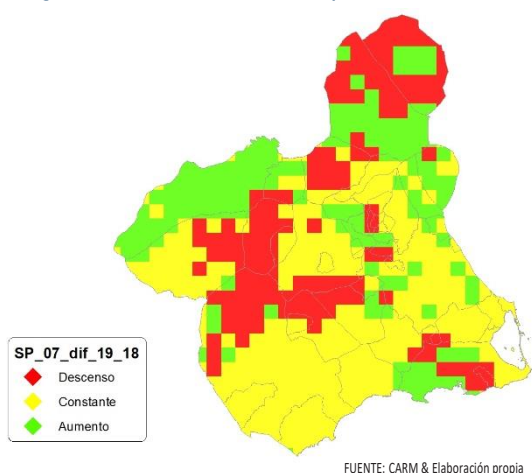 SP_07_dif_19_18
Descenso
Constante
Aumento
FUENTE: CARM & Elaboración propia